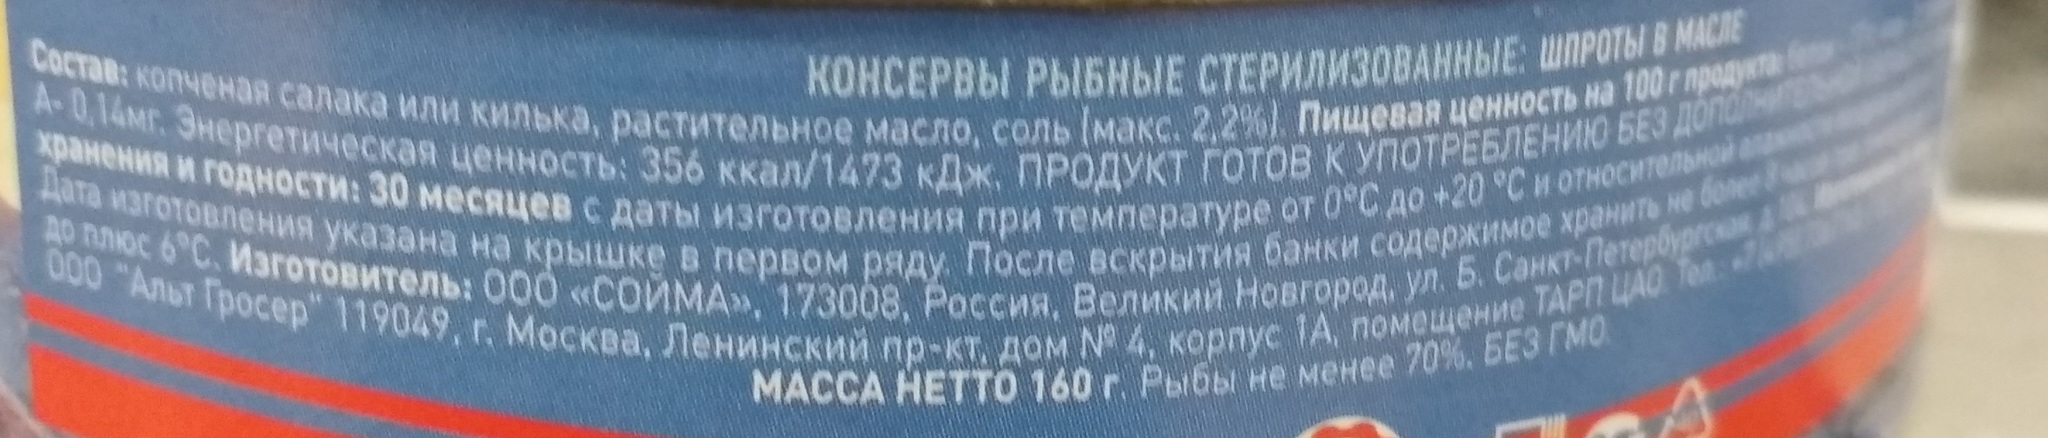 КОНСЕРВЫ РЫБНЫЕ СТЕРИЛИЗОВАННЫЕ: ШПРОТЫ В МАСЛЕ
Состав: копченая салака или килька, растительное масло, соль (макс. 2,2%). Пищевая ценность на 100 г продукта:
А- 0,14мг. Энергетическая ценность: 356 ккал/1473 кДж. ПРОДУКТ ГОТОВ К УПОТРЕБЛЕНИЮ БЕЗ ДОПОЛНИТЕЛЬНОЙ
хранения и годности: 30 месяцев с даты изготовления при температуре от 0°С до +20 °С и относительной
Дата изготовления указана на крышке в первом ряду. После вскрытия банки содержимое хранить не более
до плюс 6°С. Изготовитель: ООО «СОЙМА», 173008, Россия, Великий Новгород, ул. Б. Санкт-Петербургская, д.
ООО "Альт Гросер" 119049, г. Москва, Ленинский пр-кт, дом № 4, корпус 1А, помещение ТАРП ЦАО. Тел.:
МАССА НЕТТО 160 г. Рыбы не менее 70%. БЕЗ ГМО.